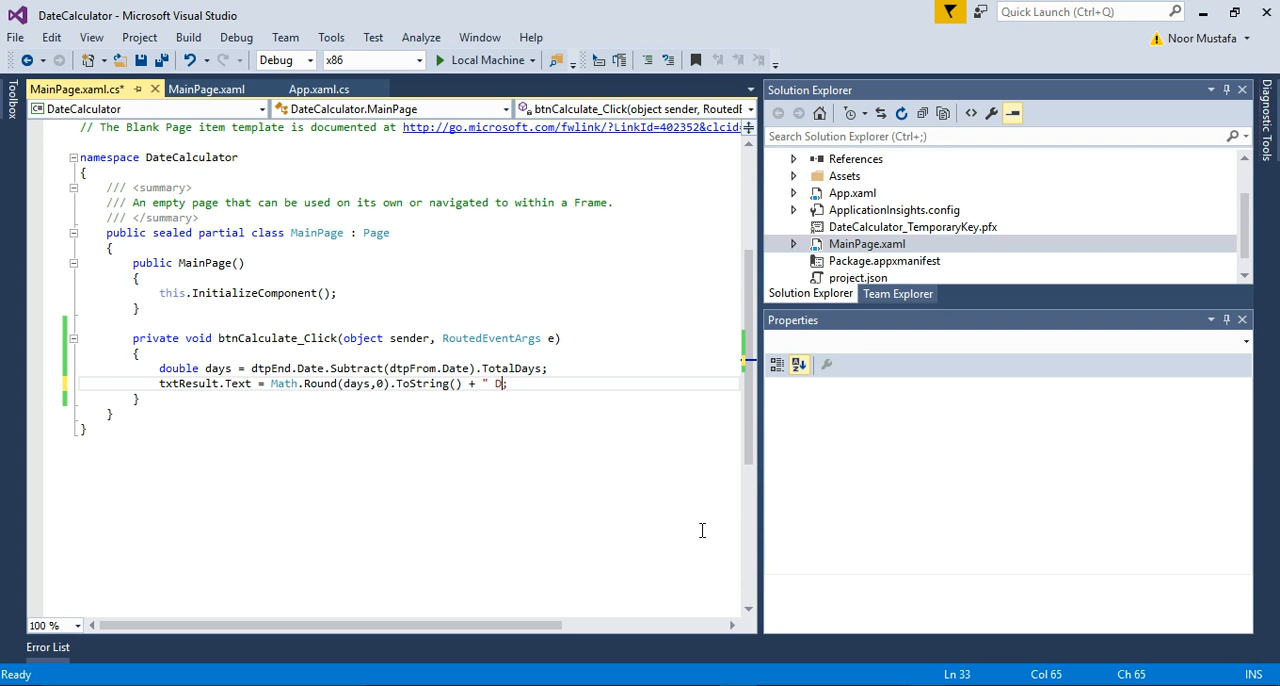 DateCalculator - Microsoft Visual Studio
Quick Launch (Ctrl+Q)
File Edit View Project Build Debug Team Tools Test Analyze Window Help
Noor Mustafa
Debug x86 Local Machine
Toolbox
MainPage.xaml.cs* MainPage.xaml App.xaml.cs
DateCalculator DateCalculator.MainPage btnCalculate_Click(object sender, RoutedE
// The Blank Page item template is documented at http://go.microsoft.com/fwlink/?LinkId=402352&clcid=
namespace DateCalculator
{
/// <summary>
/// An empty page that can be used on its own or navigated to within a Frame.
/// </summary>
public sealed partial class MainPage : Page
{
public MainPage()
{
this.InitializeComponent();
}
private void btnCalculate_Click(object sender, RoutedEventArgs e)
{
double days = dtpEnd.Date.Subtract(dtpFrom.Date).TotalDays;
txtResult.Text = Math.Round(days,0).ToString() + " D;
}
}
}
100 %
Solution Explorer
Search Solution Explorer (Ctrl+;)
References
Assets
App.xaml
ApplicationInsights.config
DateCalculator_TemporaryKey.pfx
MainPage.xaml
Package.appxmanifest
project.json
Solution Explorer Team Explorer
Properties
Diagnostic Tools
Error List
Ready Ln 33 Col 65 Ch 65 INS